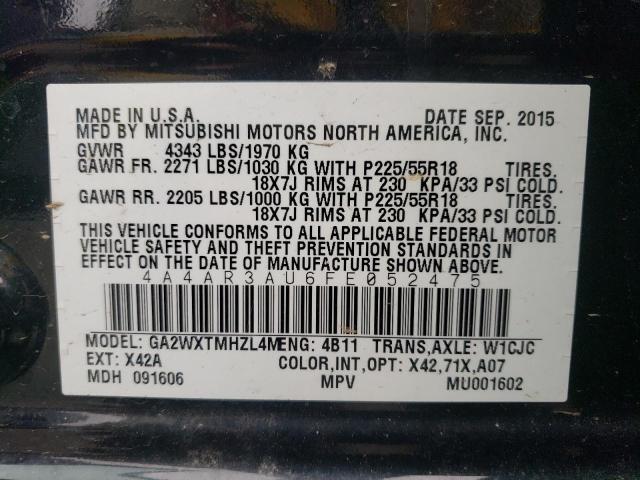 MADE IN U.S.A. DATE SEP. 2015
MFD BY MITSUBISHI MOTORS NORTH AMERICA, INC.
GVWR 4343 LBS/1970 KG
GAWR FR. 2271 LBS/1030 KG WITH P225/55R18 TIRES.
18X7J RIMS AT 230 KPA/33 PSI COLD.
GAWR RR. 2205 LBS/1000 KG WITH P225/55R18 TIRES.
18X7J RIMS AT 230 KPA/33 PSI COLD.
THIS VEHICLE CONFORMS TO ALL APPLICABLE FEDERAL MOTOR
VEHICLE SAFETY AND THEFT PREVENTION STANDARDS IN
EFFECT ON THE DATE OF MANUFACTURE SHOWN ABOVE.
4A4AR3AU6FE052475
MODEL: GA2WXTMHZL4M ENG: 4B11 TRANS,AXLE: W1CJC
EXT: X42A COLOR,INT,OPT: X42,71X,A07
MDH 091606 MPV MU001602